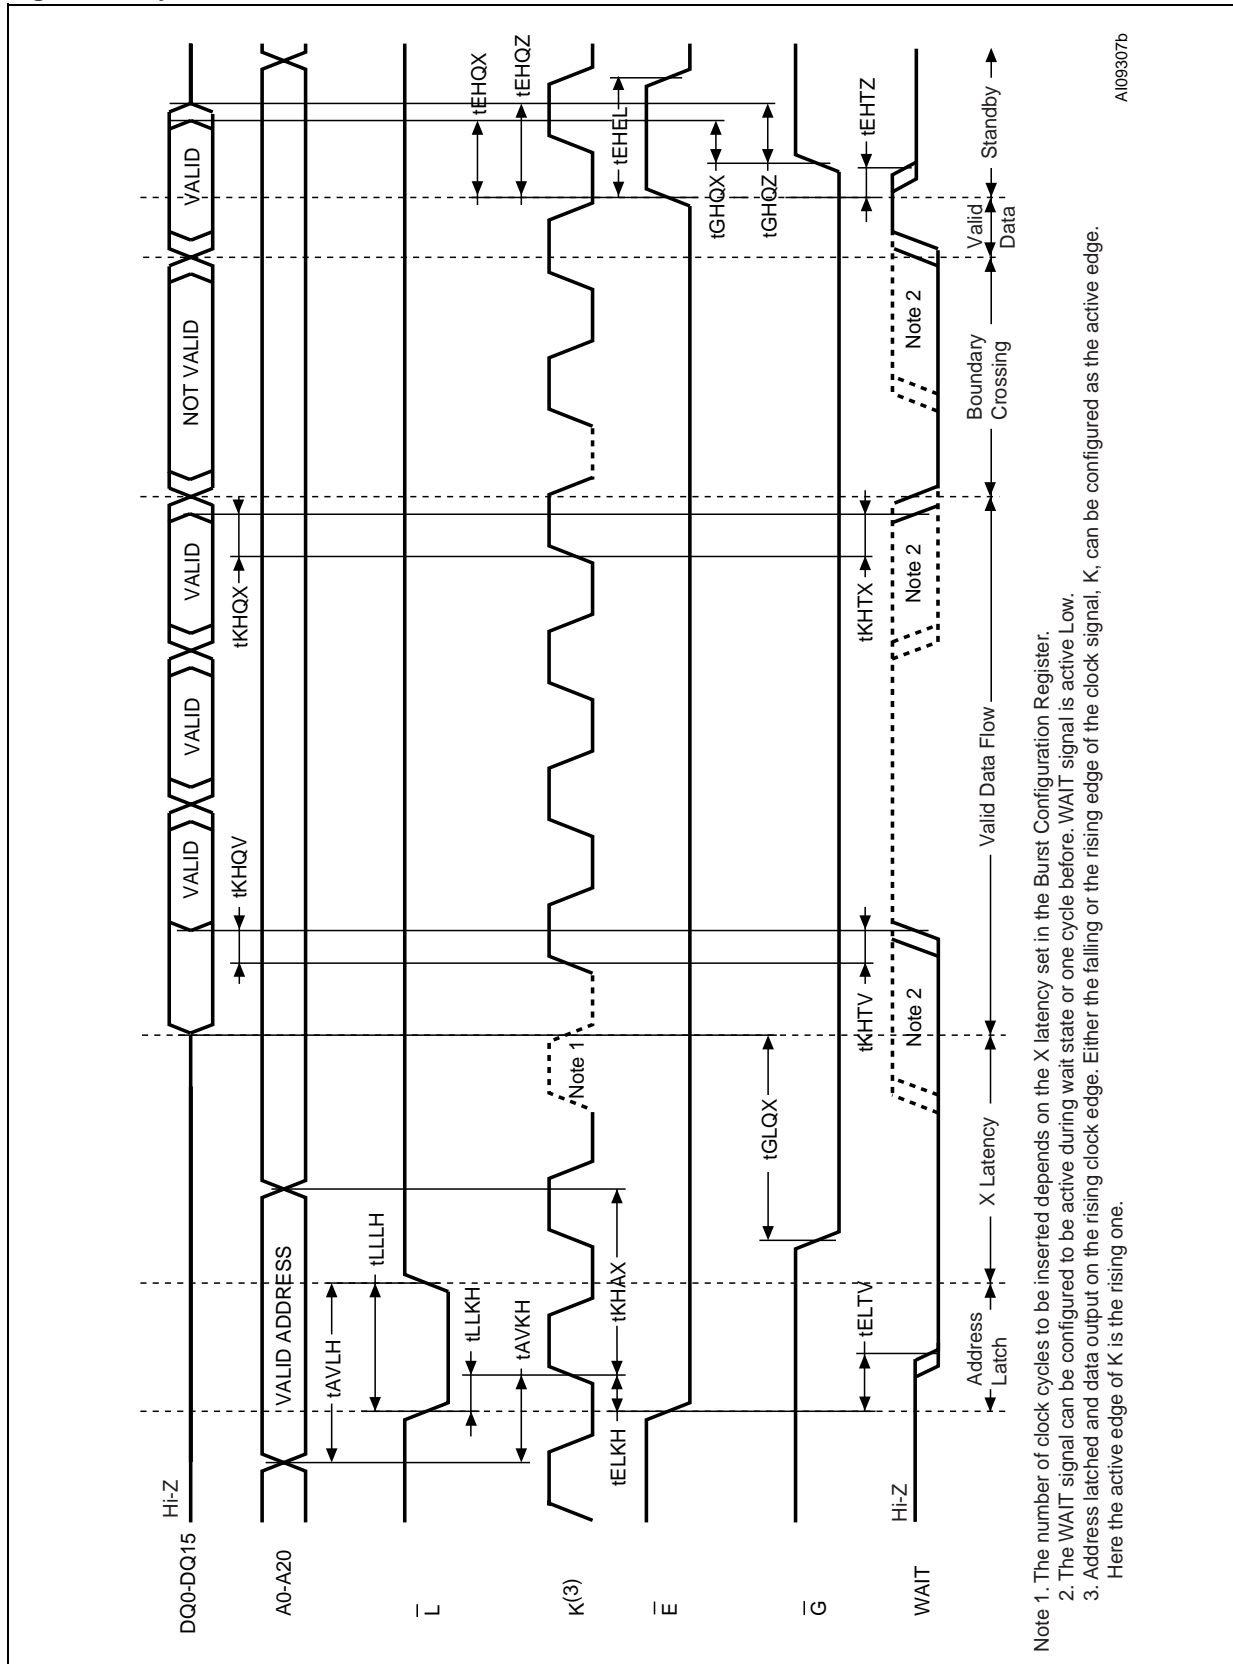 DQ0-DQ15
Hi-Z
VALID
VALID
VALID
NOT VALID
VALID
tKHQV
tKHQX
A0-A20
VALID ADDRESS
tAVLH
L
tLLLH
tLLKH
tEHQX
tAVKH
tEHQZ
K(3)
Note 1
tELKH
tKHAX
tEHEL
E
tGHQX
tGLQX
tGHQZ
G
tELTV
tKHTV
tKHTX
tEHTZ
WAIT
Hi-Z
Note 2
Note 2
Note 2
Address
Latch
X Latency
Valid Data Flow
Boundary
Crossing
Valid
Data
Standby
Note 1. The number of clock cycles to be inserted depends on the X latency set in the Burst Configuration Register.
2. The WAIT signal can be configured to be active during wait state or one cycle before. WAIT signal is active Low.
3. Address latched and data output on the rising clock edge. Either the falling or the rising edge of the clock signal, K, can be configured as the active edge.
Here the active edge of K is the rising one.
AI09307b